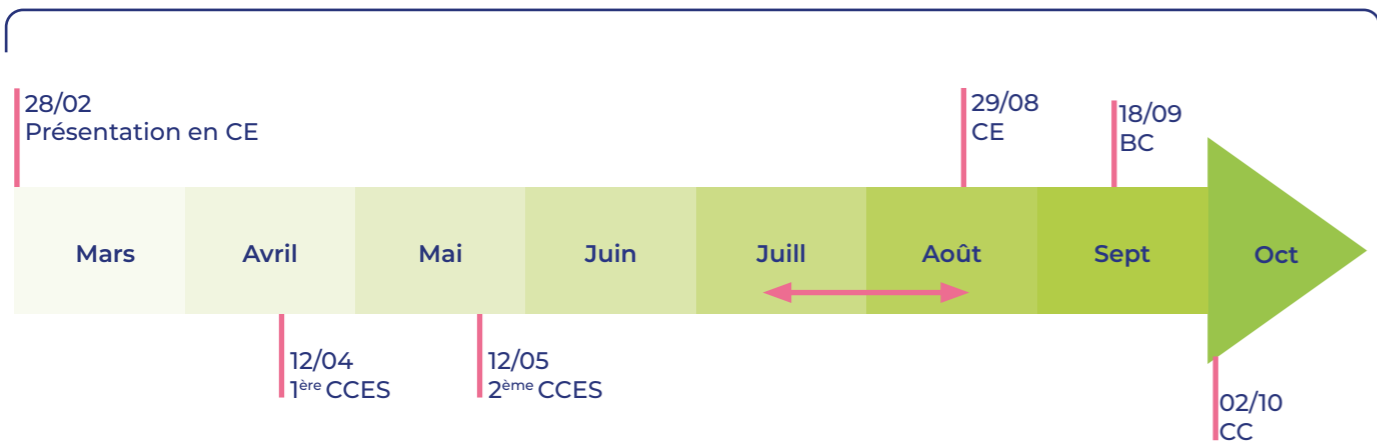 28/02
Présentation en CE
29/08
CE
18/09
BC
Mars
Avril
Mai
Juin
Juill
Août
Sept
Oct
12/04
1ère CCES
12/05
2ème CCES
02/10
CC